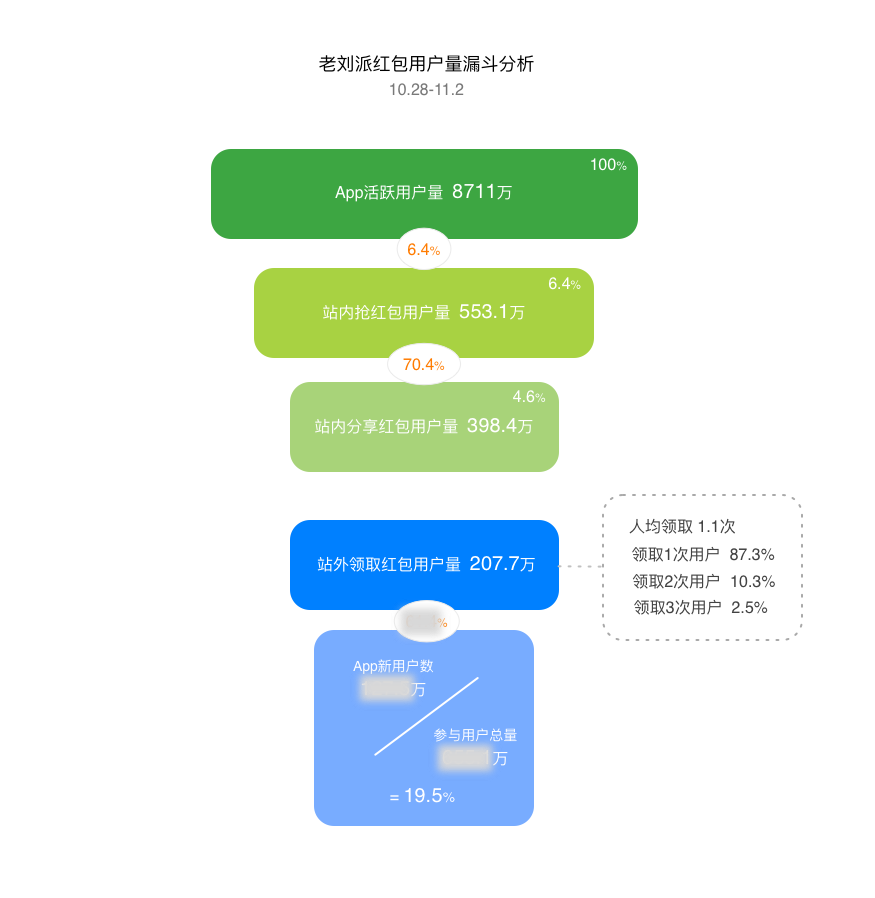 老刘派红包用户量漏斗分析
10.28-11.2
100%
App活跃用户量 8711万
6.4%
6.4%
站内抢红包用户量 553.1万
70.4%
4.6%
站内分享红包用户量 398.4万
站外领取红包用户量 207.7万
人均领取 1.1次
领取1次用户 87.3%
领取2次用户 10.3%
领取3次用户 2.5%
%
App新用户数
万
参与用户总量
万
= 19.5%